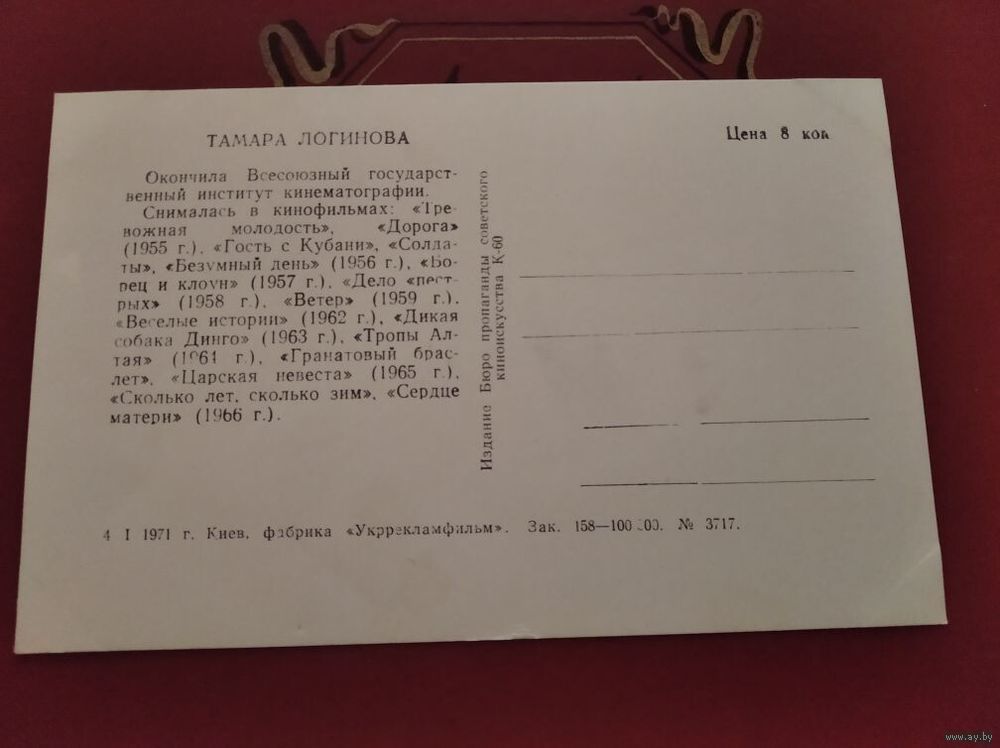 ТАМАРА ЛОГИНОВА
Окончила Всесоюзный государст-
венный институт кинематографии.
Снималась в кинофильмах: «Тре-
вожная молодость», «Дорога»
(1955 г.), «Гость с Кубани», «Солда-
ты», «Безумный день» (1956 г.), «Бо-
рец и клоун» (1957 г.), «Дело «пест-
рых» (1958 г.), «Ветер» (1959 г.),
«Веселые истории» (1962 г.), «Дикая
собака Динго» (1963 г.), «Тропы Ал-
тая» (1964 г.), «Гранатовый брас-
лет», «Царская невеста» (1965 г.),
«Сколько лет, сколько зим», «Сердце
матери» (1966 г.).
Издание Бюро пропаганды советского
киноискусства К-60
Цена 8 коп
4 I 1971 г. Киев, фабрика «Укррекламфильм». Зак. 158—100000. № 3717.
www.ay.by